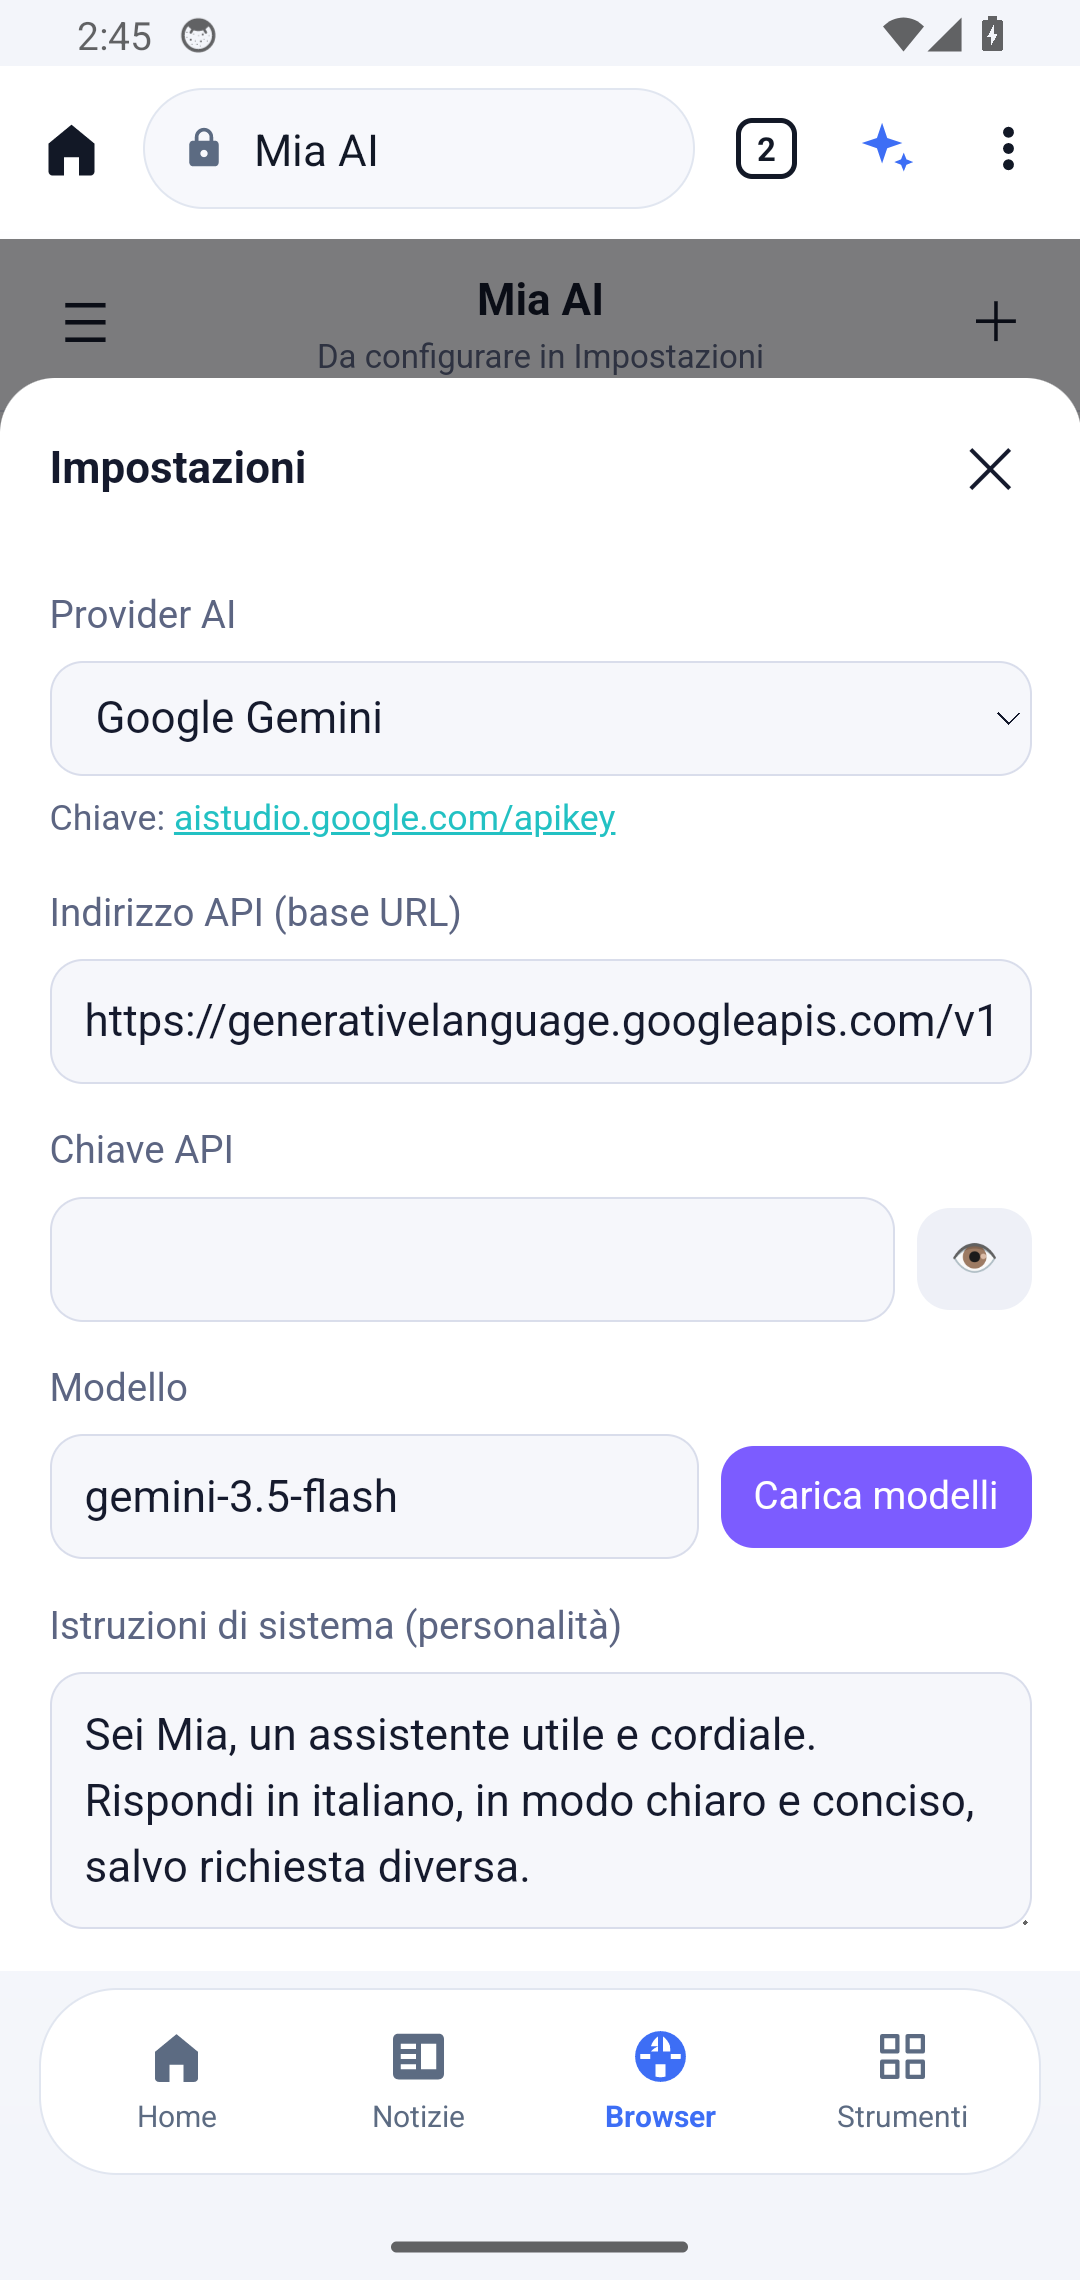 2:45
Mia AI
2
Mia AI
Da configurare in Impostazioni
Impostazioni
Provider AI
Google Gemini
Chiave: aistudio.google.com/apikey
Indirizzo API (base URL)
https://generativelanguage.googleapis.com/v1
Chiave API
Modello
gemini-3.5-flash
Carica modelli
Istruzioni di sistema (personalità)
Sei Mia, un assistente utile e cordiale.
Rispondi in italiano, in modo chiaro e conciso,
salvo richiesta diversa.
Home
Notizie
Browser
Strumenti